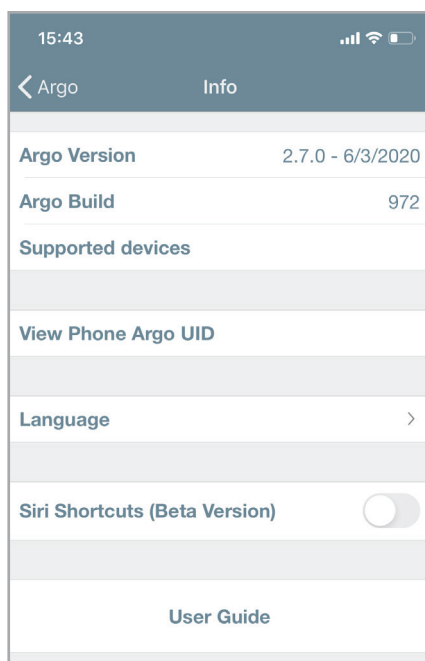 15:43
Argo Info
Argo Version 2.7.0 - 6/3/2020
Argo Build 972
Supported devices
View Phone Argo UID
Language
Siri Shortcuts (Beta Version)
User Guide